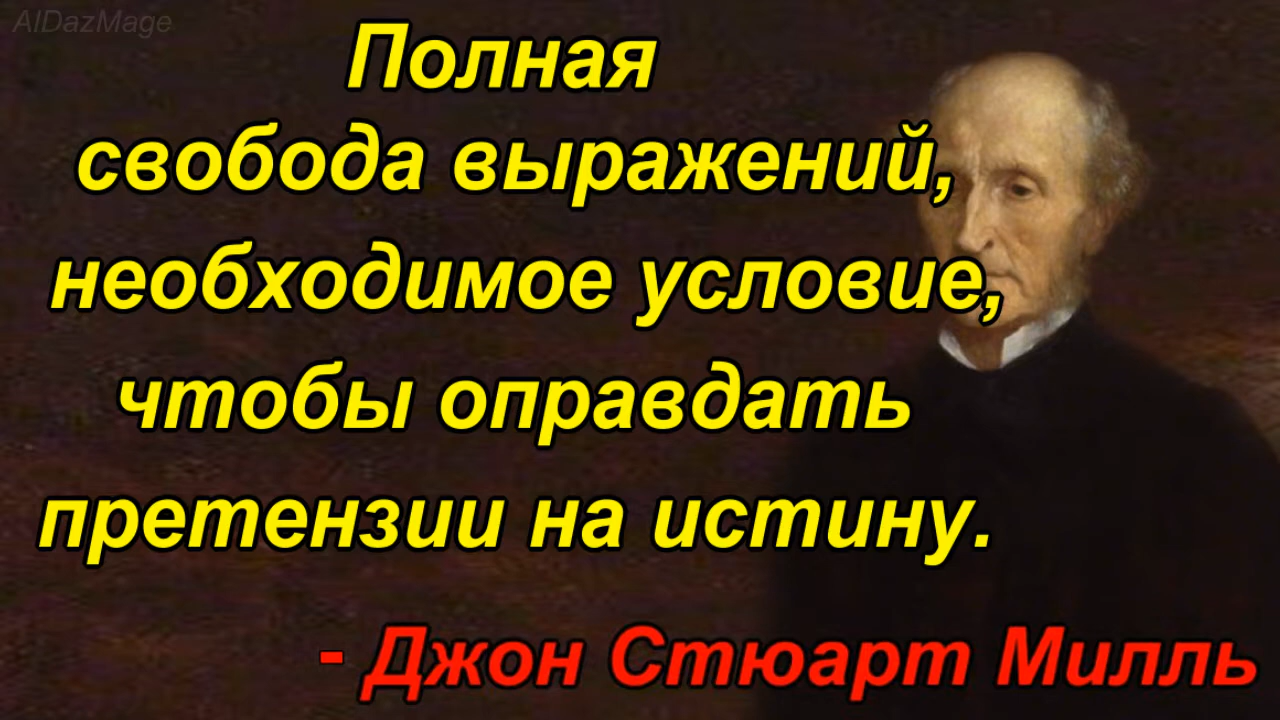 AIDazMage
Полная
свобода выражений,
необходимое условие,
чтобы оправдать
претензии на истину.
- Джон Стюарт Милль